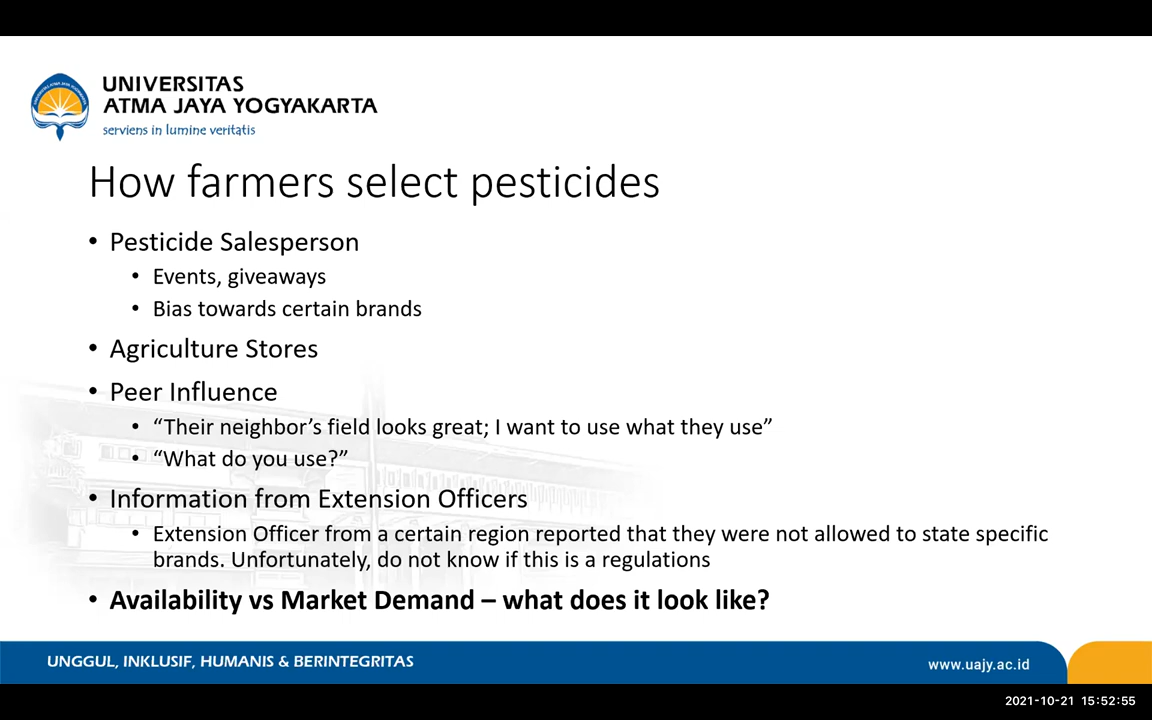 UNIVERSITAS
ATMA JAYA YOGYAKARTA
serviens in lumine veritatis
How farmers select pesticides
• Pesticide Salesperson
• Events, giveaways
• Bias towards certain brands
• Agriculture Stores
• Peer Influence
• “Their neighbor’s field looks great; I want to use what they use”
• “What do you use?”
• Information from Extension Officers
• Extension Officer from a certain region reported that they were not allowed to state specific
brands. Unfortunately, do not know if this is a regulations
• Availability vs Market Demand – what does it look like?
UNGGUL, INKLUSIF, HUMANIS & BERINTEGRITAS
www.uajy.ac.id
2021-10-21 15:52:55